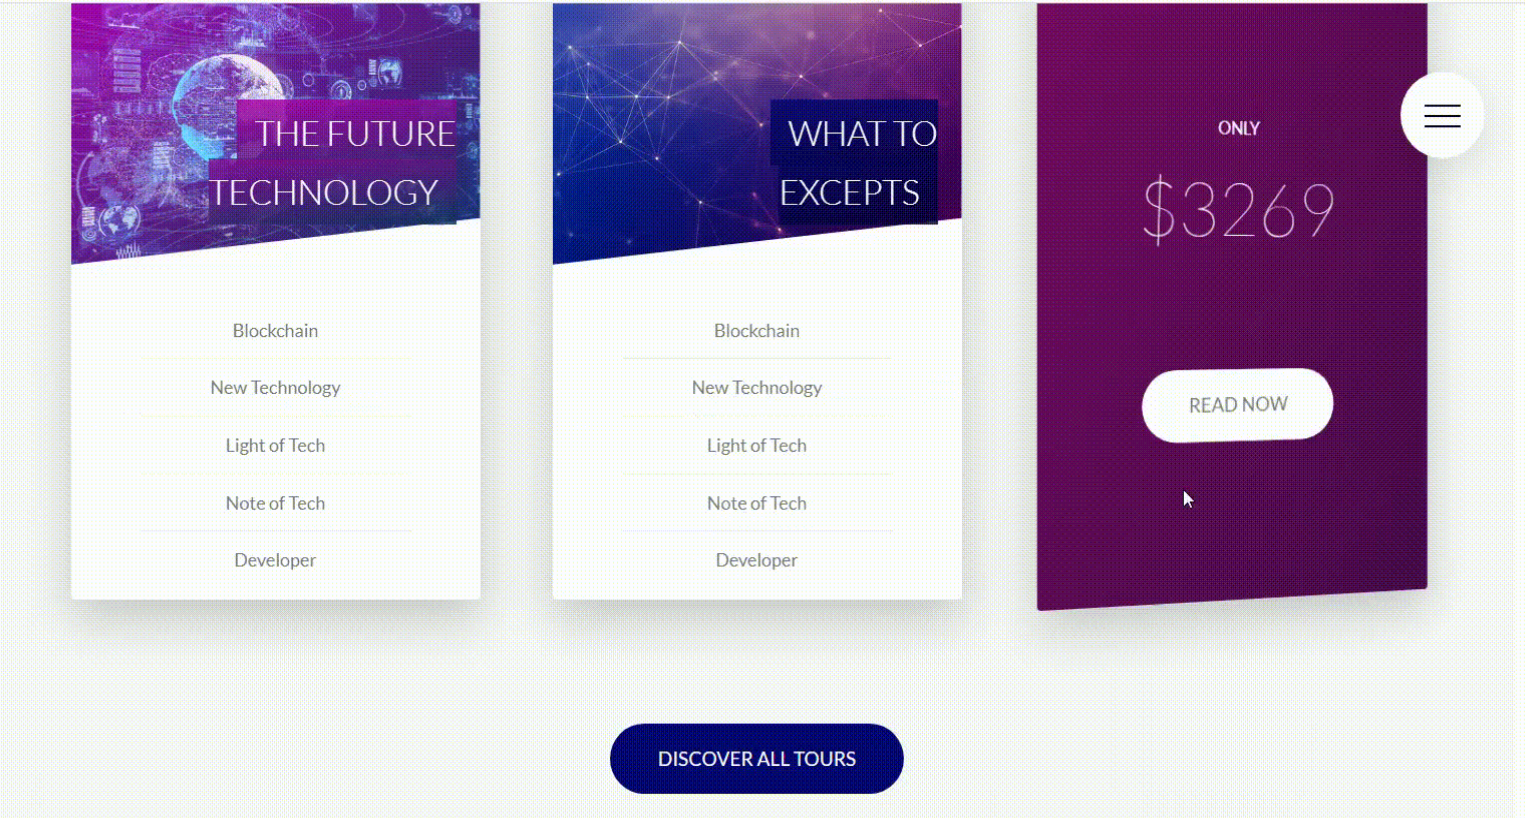 THE FUTURE
TECHNOLOGY
Blockchain
New Technology
Light of Tech
Note of Tech
Developer
WHAT TO
EXCEPTS
Blockchain
New Technology
Light of Tech
Note of Tech
Developer
ONLY
$3269
READ NOW
DISCOVER ALL TOURS